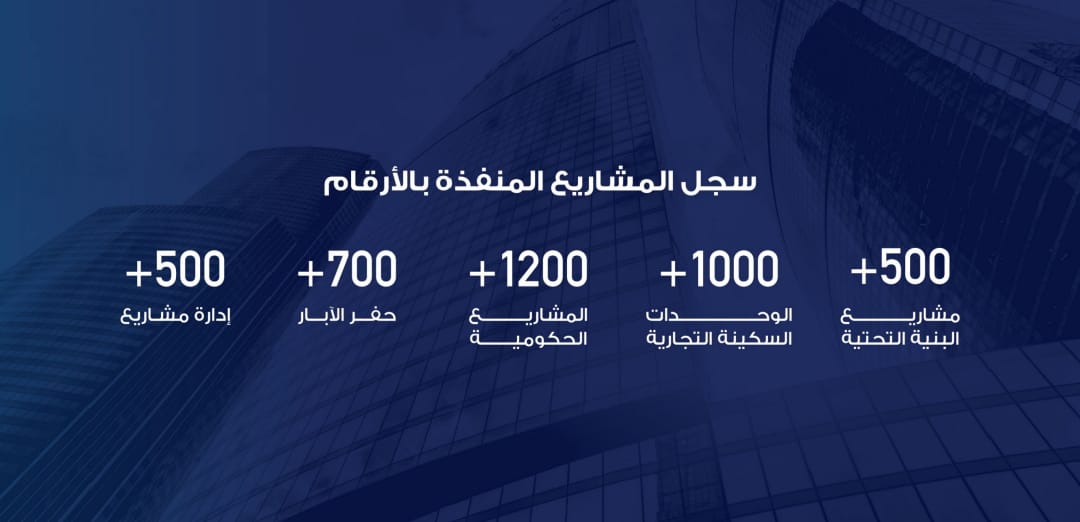 سجل المشاريع المنفذة بالأرقام
+500
مشاريع
البنية التحتية
+1000
الوحدات
السكينة التجارية
+1200
المشاريع
الحكومية
+700
حفر الآبار
+500
إدارة مشاريع